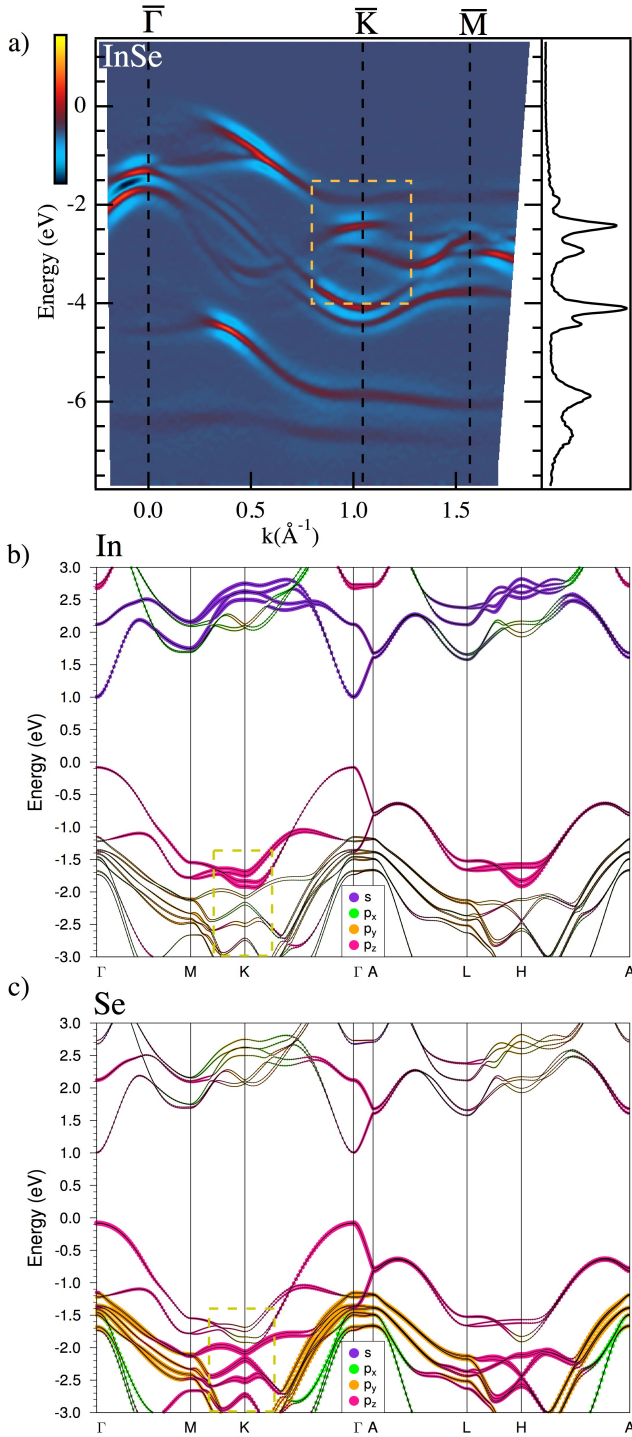 Γ̅ K̅ M̅
a)
InSe
0
-2
-4
-6
Energy (eV)
0.0 0.5 1.0 1.5
k(Å⁻¹)
b) In
3.0
2.5
2.0
1.5
1.0
0.5
0.0
-0.5
-1.0
-1.5
-2.0
-2.5
-3.0
Energy (eV)
s
pₓ
p_y
p_z
Γ M K Γ A L H A
c) Se
3.0
2.5
2.0
1.5
1.0
0.5
0.0
-0.5
-1.0
-1.5
-2.0
-2.5
-3.0
Energy (eV)
s
pₓ
p_y
p_z
Γ M K Γ A L H A